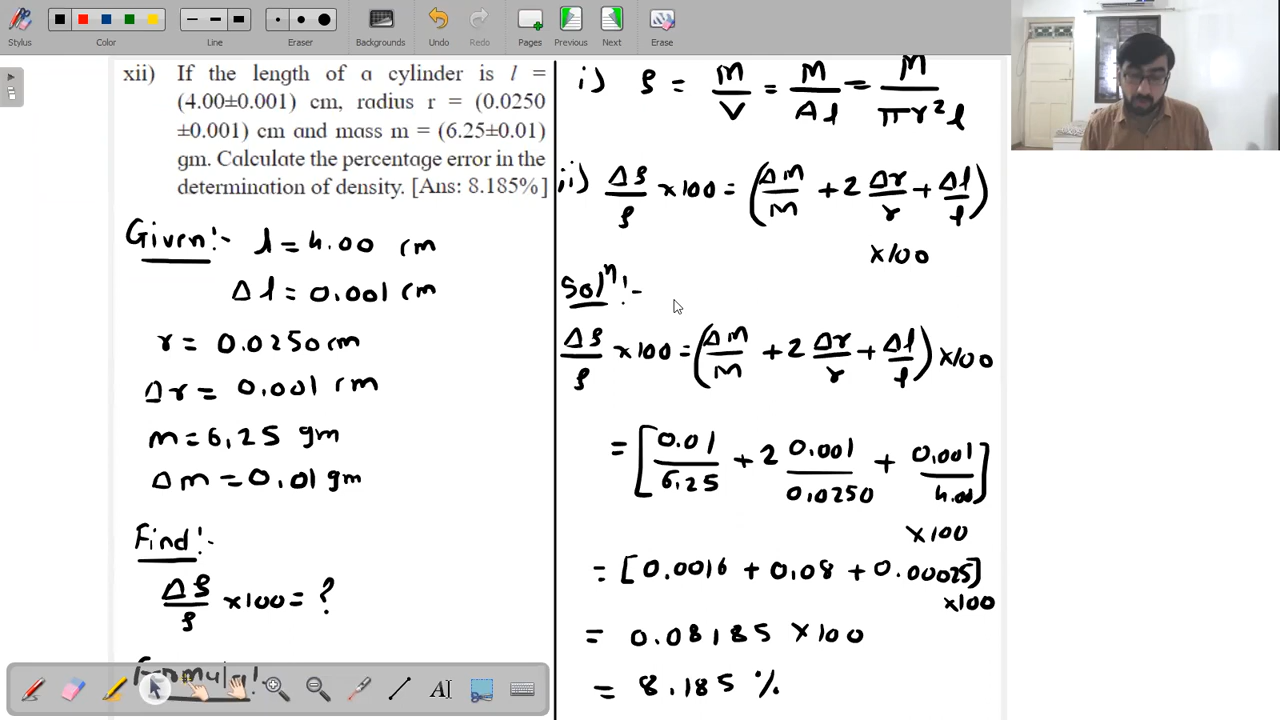 Stylus
Color
Line
Eraser
Backgrounds
Undo
Redo
Pages
Previous
Next
Erase
xii) If the length of a cylinder is l =
(4.00±0.001) cm, radius r = (0.0250
±0.001) cm and mass m = (6.25±0.01)
gm. Calculate the percentage error in the
determination of density. [Ans: 8.185%]
Given!- l = 4.00 cm
Δl = 0.001 cm
r = 0.0250 cm
Δr = 0.001 cm
m = 6.25 gm
Δm = 0.01 gm
Find!-
Δρ/ρ ×100 = ?
Formula!-
i) ρ = M/V = M/Al = M/πr²l
ii) Δρ/ρ ×100 = (ΔM/M + 2 Δr/r + Δl/l)
×100
Solⁿ!-
Δρ/ρ ×100 = (ΔM/M + 2 Δr/r + Δl/l) ×100
= [0.01/6.25 + 2 0.001/0.0250 + 0.001/4.00]
×100
= [0.0016 + 0.08 + 0.00025]
×100
= 0.08185 ×100
= 8.185 %
AI